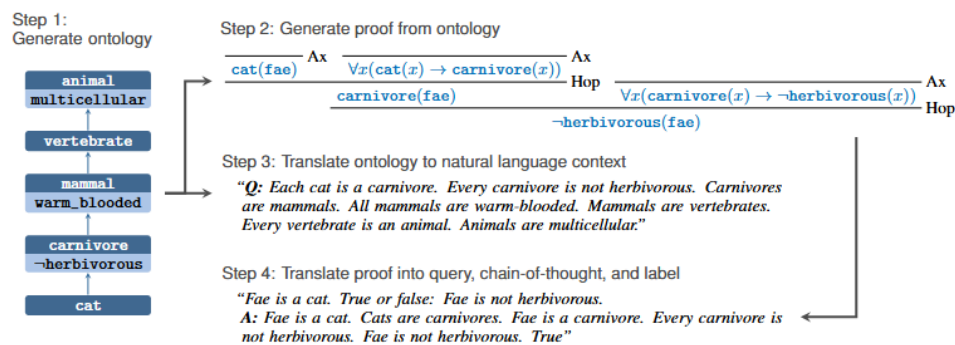 Step 1:
Generate ontology
animal
multicellular
vertebrate
mammal
warm_blooded
carnivore
¬herbivorous
cat
Step 2: Generate proof from ontology
Ax
Ax
cat(fae)
∀x(cat(x) → carnivore(x))
Hop
Ax
carnivore(fae)
∀x(carnivore(x) → ¬herbivorous(x))
Hop
¬herbivorous(fae)
Step 3: Translate ontology to natural language context
“Q: Each cat is a carnivore. Every carnivore is not herbivorous. Carnivores
are mammals. All mammals are warm-blooded. Mammals are vertebrates.
Every vertebrate is an animal. Animals are multicellular.”
Step 4: Translate proof into query, chain-of-thought, and label
“Fae is a cat. True or false: Fae is not herbivorous.
A: Fae is a cat. Cats are carnivores. Fae is a carnivore. Every carnivore is
not herbivorous. Fae is not herbivorous. True”